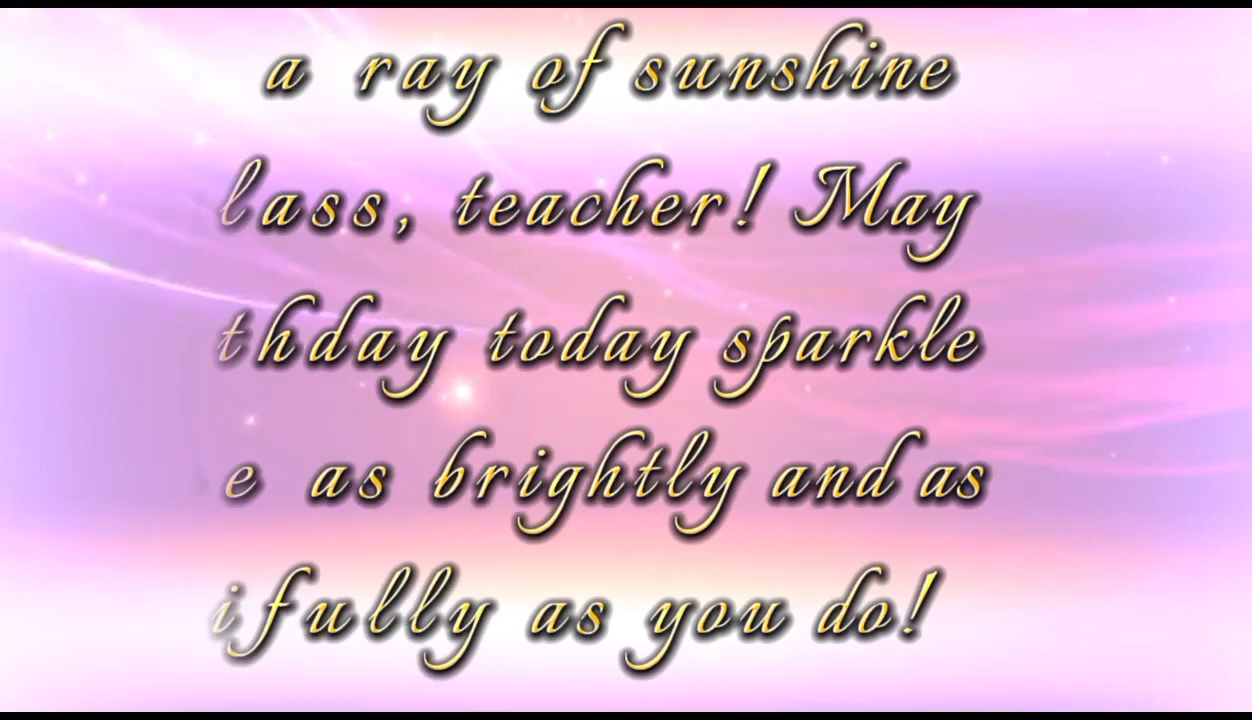 a ray of sunshine
lass, teacher! May
thday today sparkle
e as brightly and as
ifully as you do!